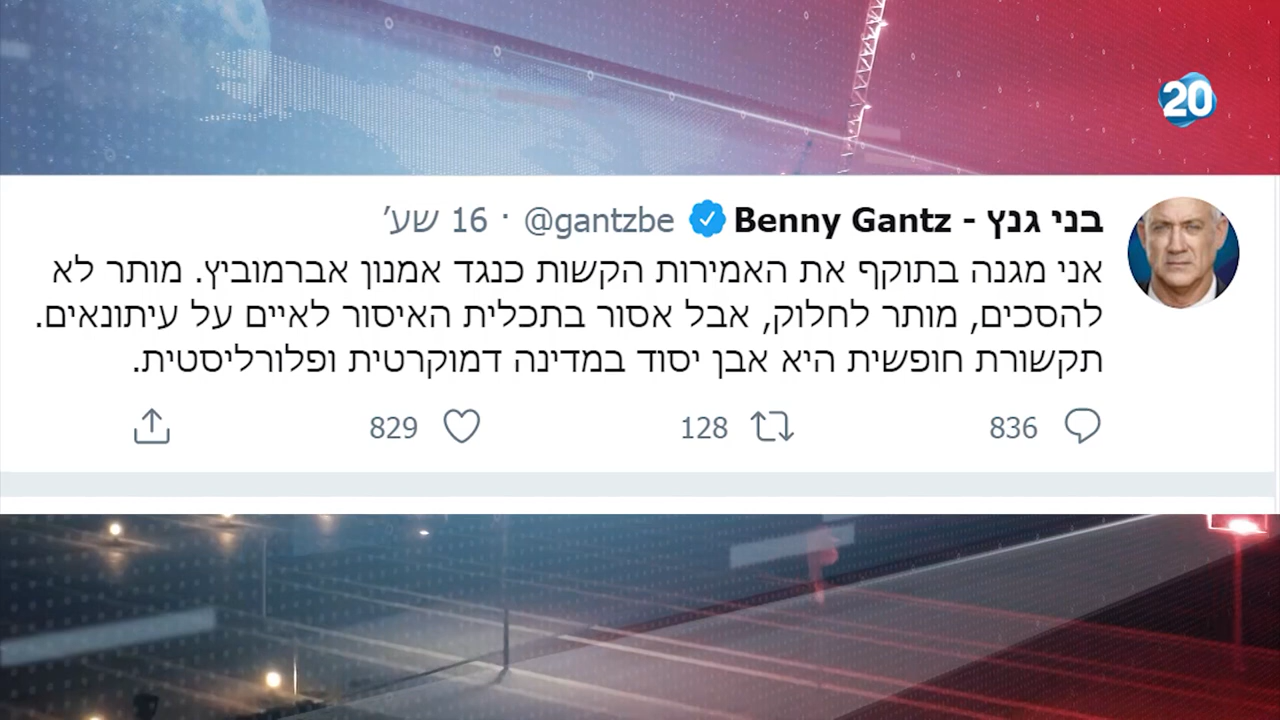 20
בני גנץ - Benny Gantz @gantzbe · 16 שע'
אני מגנה בתוקף את האמירות הקשות כנגד אמנון אברמוביץ. מותר לא
להסכים, מותר לחלוק, אבל אסור בתכלית האיסור לאיים על עיתונאים.
תקשורת חופשית היא אבן יסוד במדינה דמוקרטית ופלורליסטית.
836 128 829